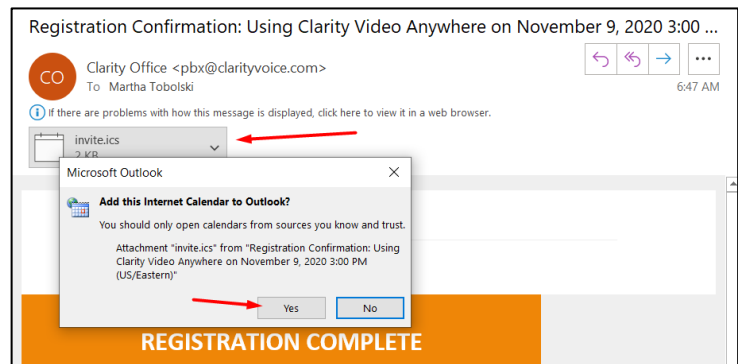 Registration Confirmation: Using Clarity Video Anywhere on November 9, 2020 3:00 ...
CO
Clarity Office <pbx@clarityvoice.com>
To Martha Tobolski
6:47 AM
If there are problems with how this message is displayed, click here to view it in a web browser.
invite.ics
2 KB
Microsoft Outlook
Add this Internet Calendar to Outlook?
You should only open calendars from sources you know and trust.
Attachment "invite.ics" from "Registration Confirmation: Using
Clarity Video Anywhere on November 9, 2020 3:00 PM
(US/Eastern)"
Yes
No
REGISTRATION COMPLETE